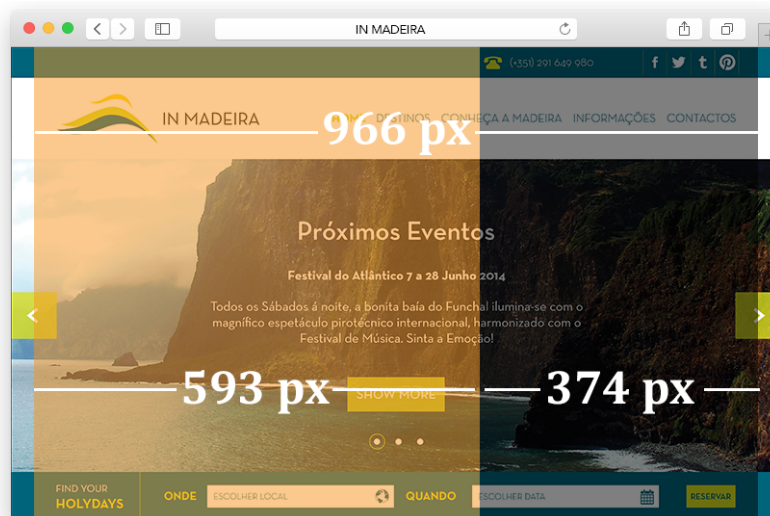 IN MADEIRA
(+351) 291 649 980
IN MADEIRA
HOME DESTINOS CONHEÇA A MADEIRA INFORMAÇÕES CONTACTOS
966 px
Próximos Eventos
Festival do Atlântico 7 a 28 Junho 2014
Todos os Sábados á noite, a bonita baía do Funchal ilumina-se com o
magnífico espetáculo pirotécnico internacional, harmonizado com o
Festival de Música. Sinta a Emoção!
593 px
374 px
SHOW MORE
FIND YOUR
HOLYDAYS
ONDE ESCOLHER LOCAL QUANDO ESCOLHER DATA RESERVAR